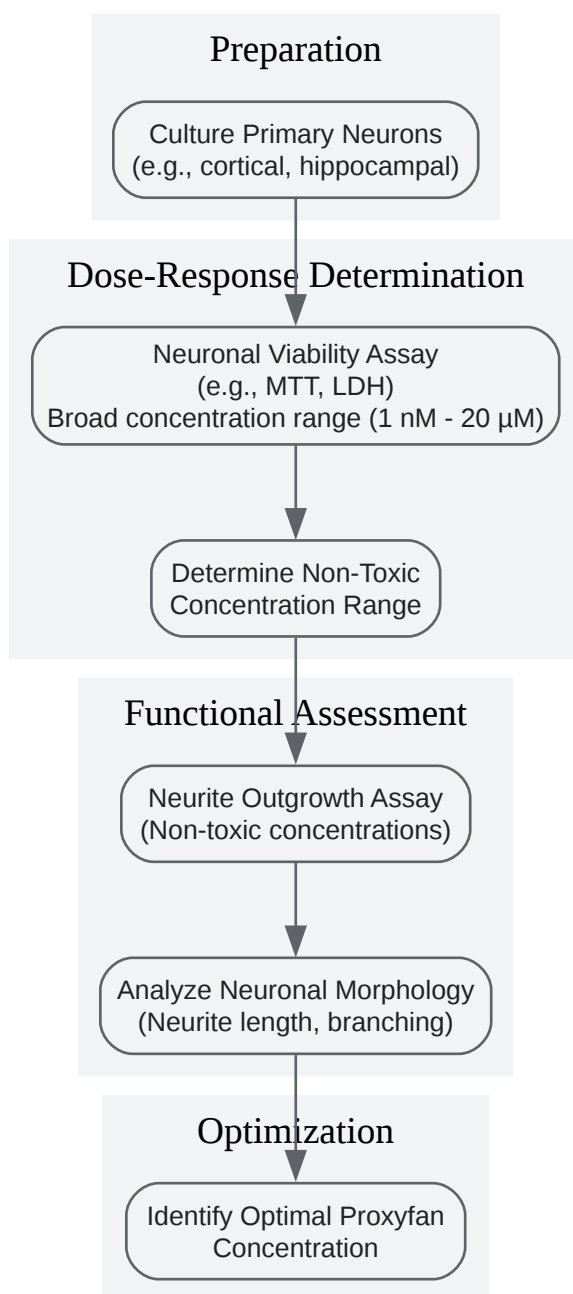 Preparation
Culture Primary Neurons
(e.g., cortical, hippocampal)
Dose-Response Determination
Neuronal Viability Assay
(e.g., MTT, LDH)
Broad concentration range (1 nM - 20 µM)
Determine Non-Toxic
Concentration Range
Functional Assessment
Neurite Outgrowth Assay
(Non-toxic concentrations)
Analyze Neuronal Morphology
(Neurite length, branching)
Optimization
Identify Optimal Proxyfan
Concentration